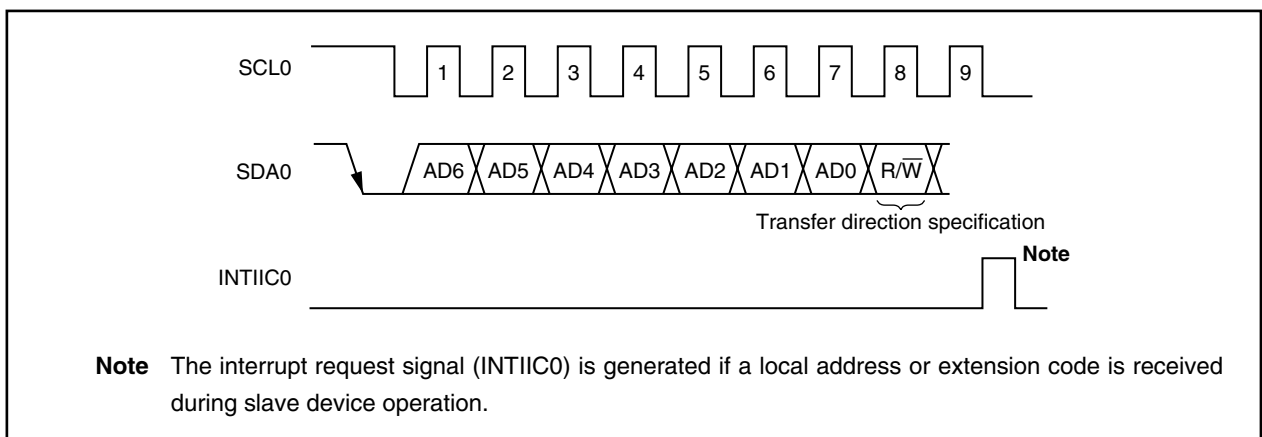 SCL0
1 2 3 4 5 6 7 8 9
SDA0
AD6 AD5 AD4 AD3 AD2 AD1 AD0 R/W̅
Transfer direction specification
INTIIC0
Note
Note The interrupt request signal (INTIIC0) is generated if a local address or extension code is received
during slave device operation.